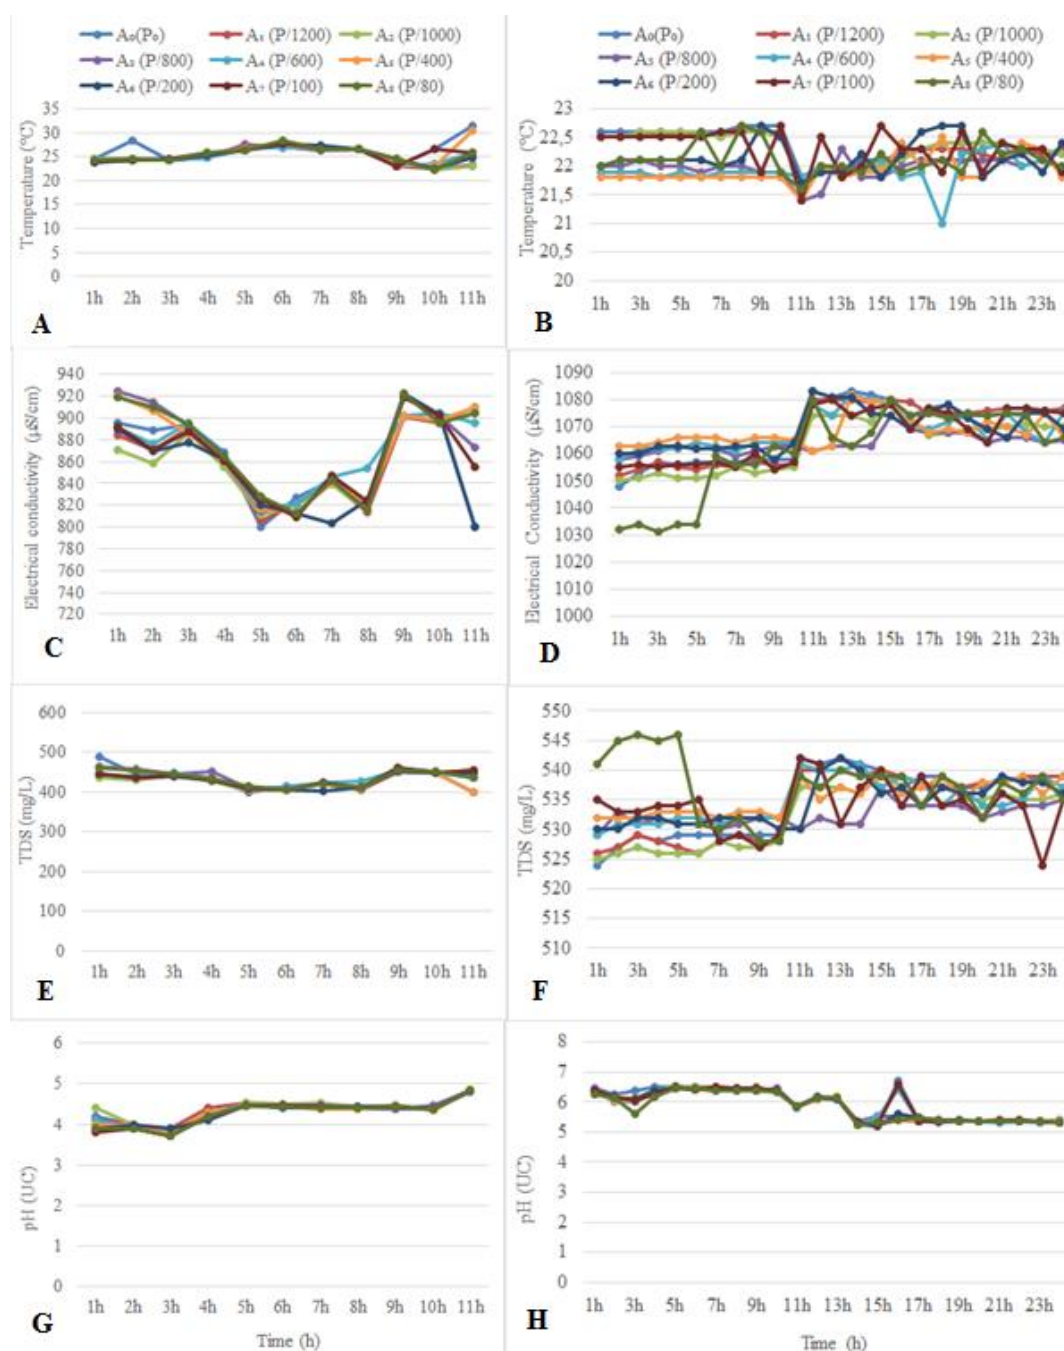 A₀(P₀) A₁ (P/1200) A₂ (P/1000)
A₃ (P/800) A₄ (P/600) A₅ (P/400)
A₆ (P/200) A₇ (P/100) A₈ (P/80)
Temperature (°C)
35
30
25
20
15
10
5
0
1h 2h 3h 4h 5h 6h 7h 8h 9h 10h 11h
A
A₀(P₀) A₁ (P/1200) A₂ (P/1000)
A₃ (P/800) A₄ (P/600) A₅ (P/400)
A₆ (P/200) A₇ (P/100) A₈ (P/80)
Temperature (°C)
23
22,5
22
21,5
21
20,5
20
1h 3h 5h 7h 9h 11h 13h 15h 17h 19h 21h 23h
B
Electrical conductivity (µS/cm)
940
920
900
880
860
840
820
800
780
760
740
720
1h 2h 3h 4h 5h 6h 7h 8h 9h 10h 11h
C
Electrical Conductivity (µS/cm)
1090
1080
1070
1060
1050
1040
1030
1020
1010
1000
1h 3h 5h 7h 9h 11h 13h 15h 17h 19h 21h 23h
D
TDS (mg/L)
600
500
400
300
200
100
0
1h 2h 3h 4h 5h 6h 7h 8h 9h 10h 11h
E
TDS (mg/L)
550
545
540
535
530
525
520
515
510
1h 3h 5h 7h 9h 11h 13h 15h 17h 19h 21h 23h
F
pH (UC)
6
5
4
3
2
1
0
1h 2h 3h 4h 5h 6h 7h 8h 9h 10h 11h
G
Time (h)
pH (UC)
8
7
6
5
4
3
2
1
0
1h 3h 5h 7h 9h 11h 13h 15h 17h 19h 21h 23h
H
Time (h)